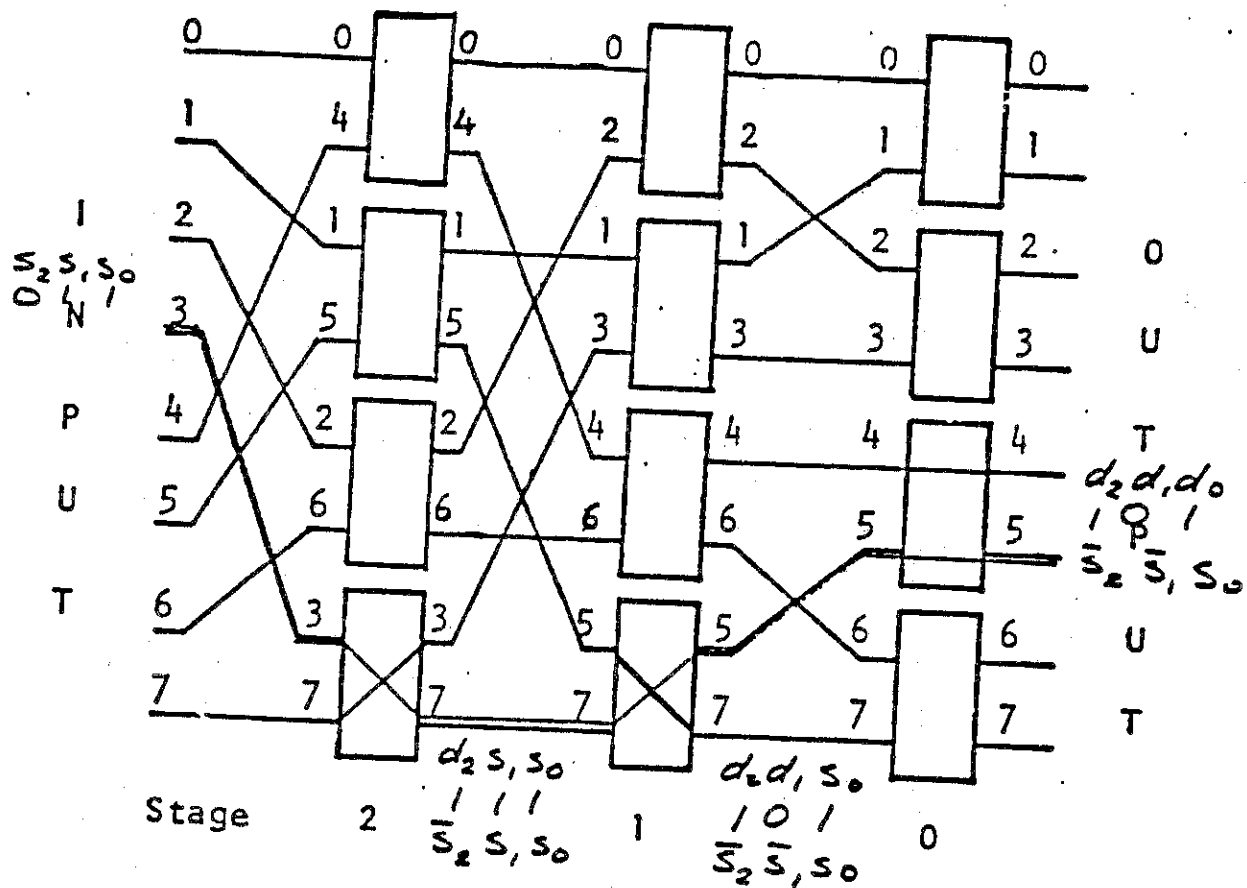 0 0 0 0 0 0 0
1 4 4 2 2 1 1
I
2 1 1 1 1 2 2 O
s₂ s₁ s₀
0 1 1
N
3 5 5 3 3 3 3 U
P
4 2 2 4 4 4 4 T
d₂ d₁ d₀
1 0 1
P
s̄₂ s̄₁ s₀
U
5 6 6 6 6 5 5
T
6 3 3 5 5 6 6 U
7 7 7 7 7 7 7 T
d₂ s₁ s₀ d₂ d₁ s₀
1 1 1 1 0 1
s̄₂ s₁ s₀ s̄₂ s̄₁ s₀
Stage 2 1 0